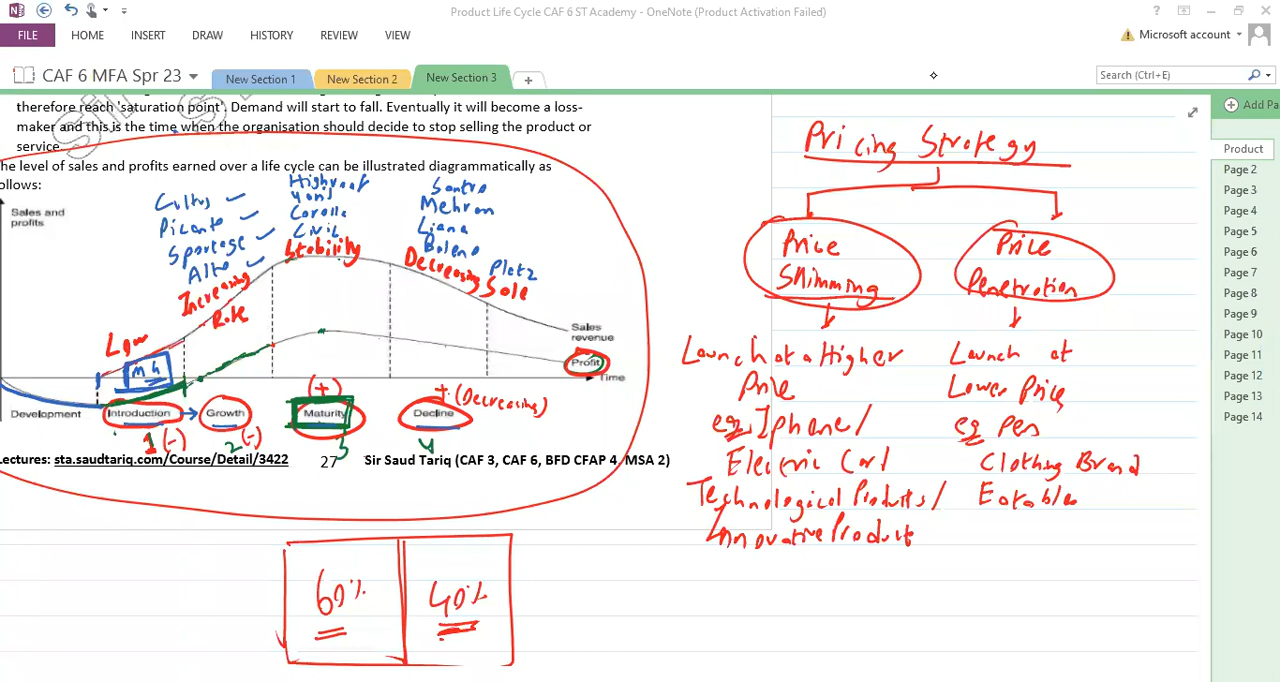 Product Life Cycle CAF 6 ST Academy - OneNote (Product Activation Failed)
FILE HOME INSERT DRAW HISTORY REVIEW VIEW
Microsoft account
CAF 6 MFA Spr 23
New Section 1 New Section 2 New Section 3
Search (Ctrl+E)
therefore reach 'saturation point'. Demand will start to fall. Eventually it will become a loss-
maker and this is the time when the organisation should decide to stop selling the product or
service.
he level of sales and profits earned over a life cycle can be illustrated diagrammatically as
ollows:
Sales and
profits
Cultus
Picanto
Sportage
Alto
Increasing
Rate
Low
Highroof
Corolla
Civic
Stability
Santro
Mehran
Liana
Baleno
Decreasing
Sale
Sales
revenue
Profit
Time
Development
Introduction
Growth
Maturity
Decline
1 (-)
2 (-)
(+)
3
+ (Decreasing)
4
ectures: sta.saudtariq.com/Course/Detail/3422
27
Sir Saud Tariq (CAF 3, CAF 6, BFD CFAP 4, MSA 2)
60%
40%
Pricing Strategy
Price
Skimming
Launch at a Higher
Price
eg: Iphone/
Electric Car/
Technological Products/
Innovative Products
Price
Penetration
Launch at
Lower Price
eg Pen
Clothing Brand
Eatables
Add Pa
Product
Page 2
Page 3
Page 4
Page 5
Page 6
Page 7
Page 8
Page 9
Page 10
Page 11
Page 12
Page 13
Page 14